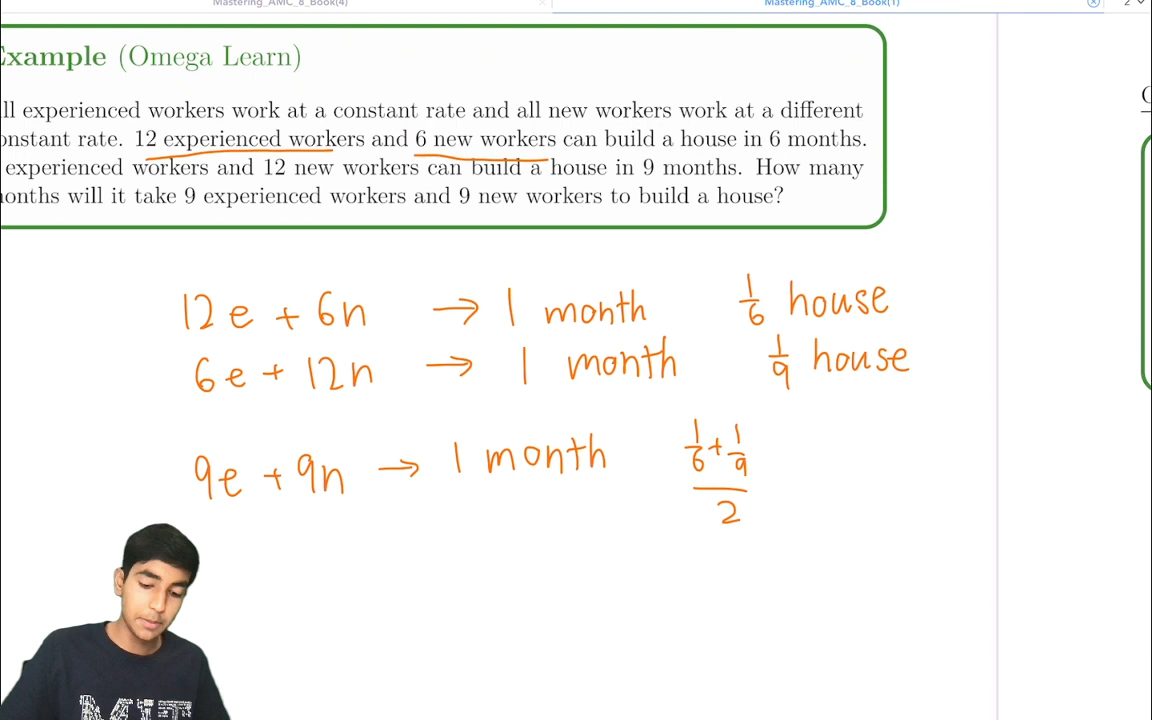 Mastering_AMC_8_Book(4)
Mastering_AMC_8_Book(1)
2
Example (Omega Learn)
ll experienced workers work at a constant rate and all new workers work at a different
onstant rate. 12 experienced workers and 6 new workers can build a house in 6 months.
experienced workers and 12 new workers can build a house in 9 months. How many
onths will it take 9 experienced workers and 9 new workers to build a house?
12e + 6n → 1 month 1/6 house
6e + 12n → 1 month 1/9 house
9e + 9n → 1 month (1/6 + 1/9)/2